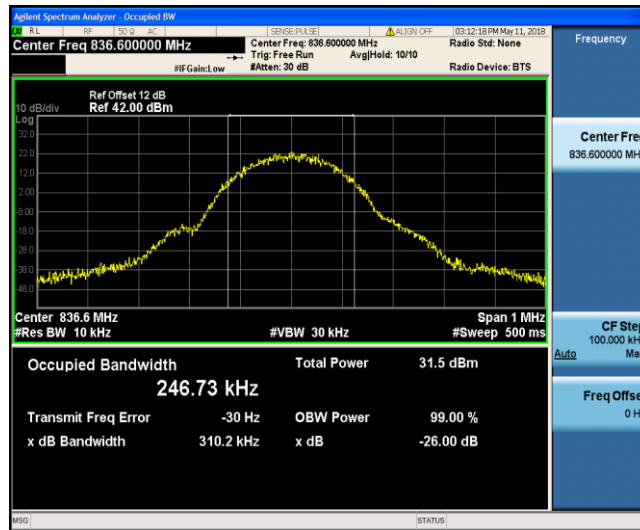 Agilent Spectrum Analyzer - Occupied BW
RL RF 50 Ω AC SENSE:PULSE ALIGN OFF 03:12:18 PM May 11, 2018
Center Freq 836.600000 MHz Center Freq: 836.600000 MHz Radio Std: None
Trig: Free Run Avg|Hold: 10/10
#IFGain:Low #Atten: 30 dB Radio Device: BTS
Frequency
Ref Offset 12 dB
10 dB/div Ref 42.00 dBm
Log
32.0
22.0
12.0
2.00
-8.00
-18.0
-28.0
-38.0
-48.0
Center 836.6 MHz Span 1 MHz
#Res BW 10 kHz #VBW 30 kHz #Sweep 500 ms
Occupied Bandwidth Total Power 31.5 dBm
246.73 kHz
Transmit Freq Error -30 Hz OBW Power 99.00 %
x dB Bandwidth 310.2 kHz x dB -26.00 dB
Center Fre
836.600000 MH
CF Ste
100.000 kH
Auto Ma
Freq Offse
0 H
MSG STATUS